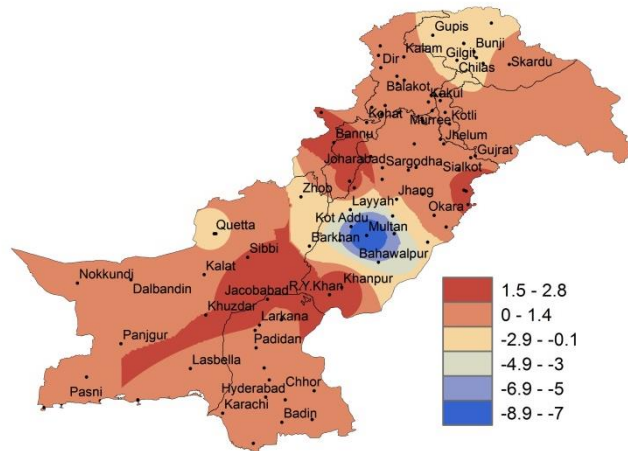 Gupis
Kalam
Bunji
Gilgit
Chilas
Skardu
Dir
Balakot
Kakul
Kohat
Murree
Kotli
Bannu
Jhelum
Gujrat
Joharabad
Sargodha
Sialkot
Zhob
Layyah
Jhang
Okara
Kot Addu
Multan
Quetta
Barkhan
Bahawalpur
Sibbi
Nokkundj
Dalbandin
Kalat
Jacobabad
R.Y.Khan
Khanpur
Khuzdar
Larkana
Panjgur
Padidan
Lasbella
Pasni
Hyderabad
Chhor
Karachi
Badin
1.5 - 2.8
0 - 1.4
-2.9 - -0.1
-4.9 - -3
-6.9 - -5
-8.9 - -7